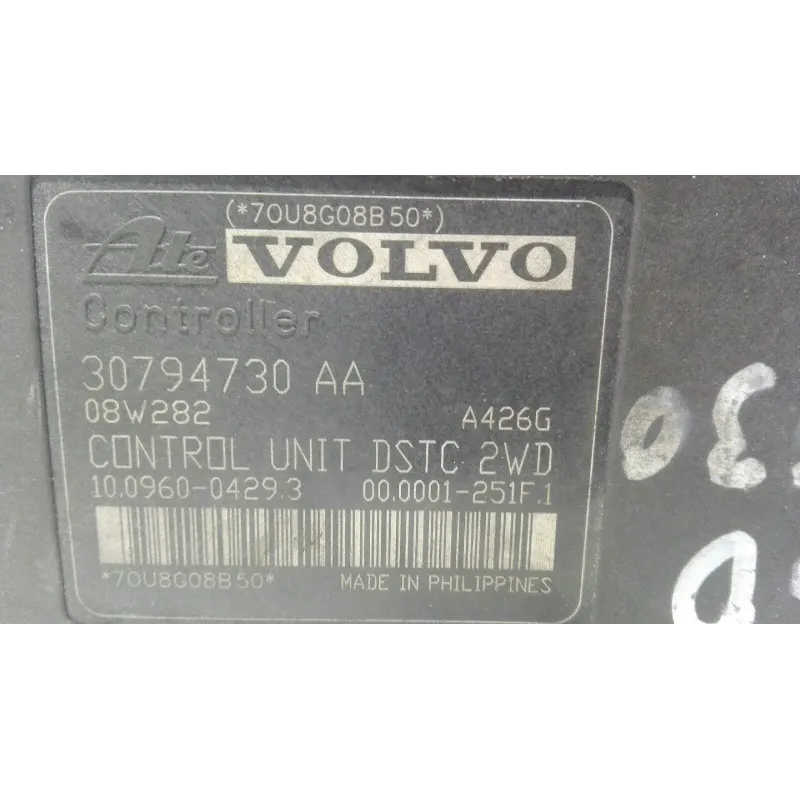 (*70U8G08B50*)
Ate VOLVO
Controller
30794730 AA
08W282 A426G
CONTROL UNIT DSTC 2WD
10.0960-0429.3 00.0001-251F.1
*70U8G08B50* MADE IN PHILIPPINES
30